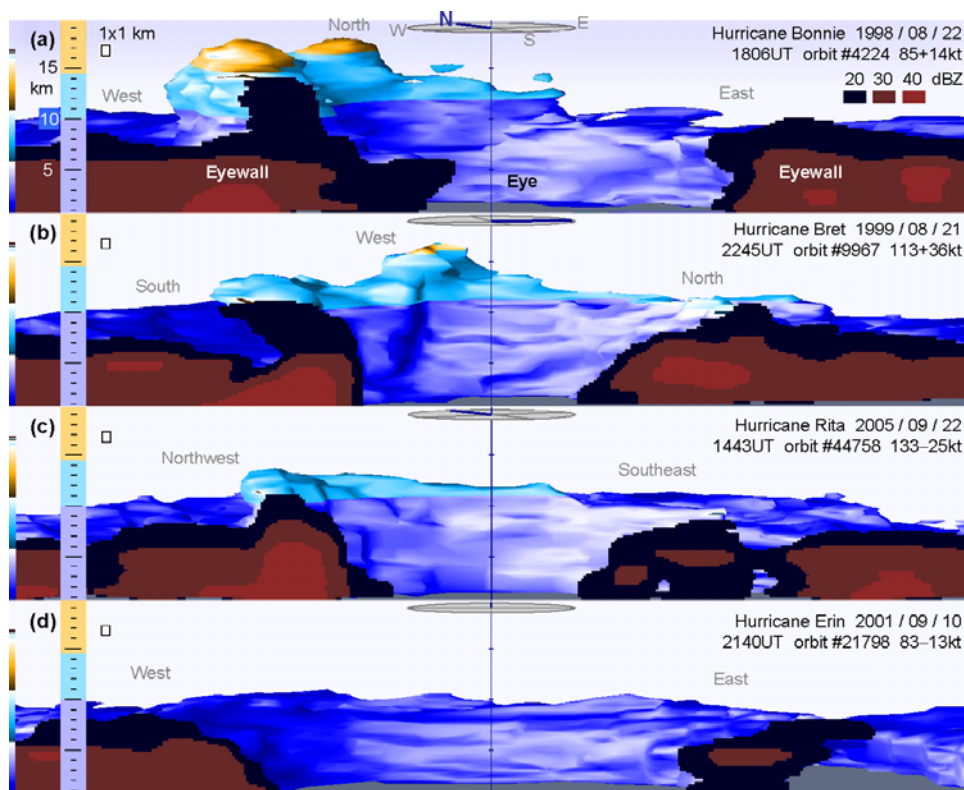 (a)
1x1 km
North
N
W
S
E
Hurricane Bonnie 1998 / 08 / 22
1806UT orbit #4224 85+14kt
20 30 40 dBZ
15
km
10
5
West
East
Eyewall
Eye
Eyewall
(b)
West
South
North
Hurricane Bret 1999 / 08 / 21
2245UT orbit #9967 113+36kt
(c)
Northwest
Southeast
Hurricane Rita 2005 / 09 / 22
1443UT orbit #44758 133–25kt
(d)
West
East
Hurricane Erin 2001 / 09 / 10
2140UT orbit #21798 83–13kt